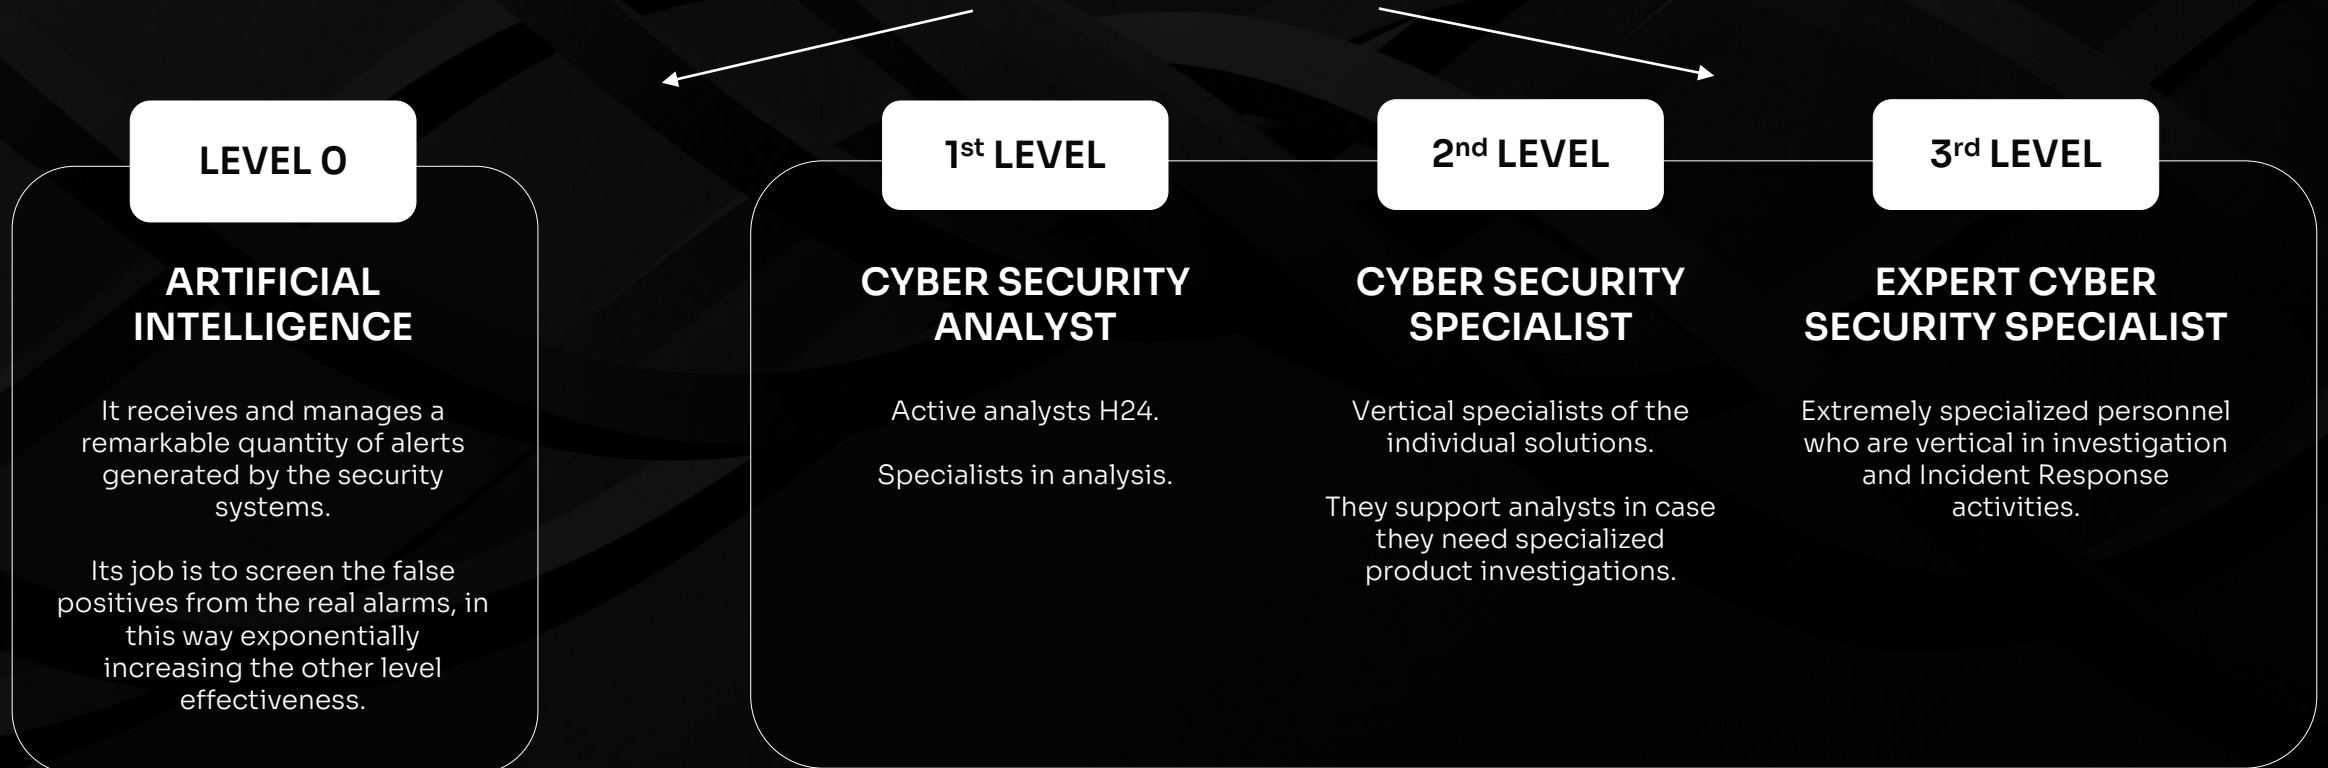 LEVEL 0
ARTIFICIAL
INTELLIGENCE
It receives and manages a
remarkable quantity of alerts
generated by the security
systems.
Its job is to screen the false
positives from the real alarms, in
this way exponentially
increasing the other level
effectiveness.
1st LEVEL
CYBER SECURITY
ANALYST
Active analysts H24.
Specialists in analysis.
2nd LEVEL
CYBER SECURITY
SPECIALIST
Vertical specialists of the
individual solutions.
They support analysts in case
they need specialized
product investigations.
3rd LEVEL
EXPERT CYBER
SECURITY SPECIALIST
Extremely specialized personnel
who are vertical in investigation
and Incident Response
activities.